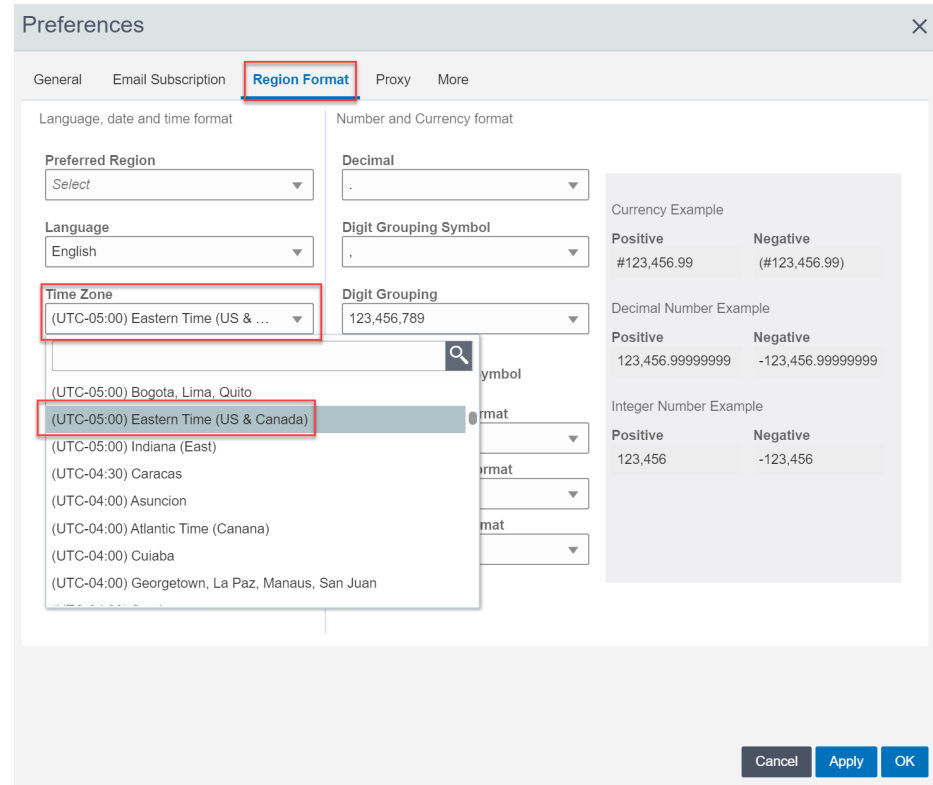 Preferences
General Email Subscription Region Format Proxy More
Language, date and time format
Preferred Region
Select
Language
English
Time Zone
(UTC-05:00) Eastern Time (US & ...
(UTC-05:00) Bogota, Lima, Quito
(UTC-05:00) Eastern Time (US & Canada)
(UTC-05:00) Indiana (East)
(UTC-04:30) Caracas
(UTC-04:00) Asuncion
(UTC-04:00) Atlantic Time (Canana)
(UTC-04:00) Cuiaba
(UTC-04:00) Georgetown, La Paz, Manaus, San Juan
Number and Currency format
Decimal
.
Digit Grouping Symbol
,
Digit Grouping
123,456,789
ymbol
rmat
ormat
mat
Currency Example
Positive Negative
#123,456.99 (#123,456.99)
Decimal Number Example
Positive Negative
123,456.99999999 -123,456.99999999
Integer Number Example
Positive Negative
123,456 -123,456
Cancel Apply OK